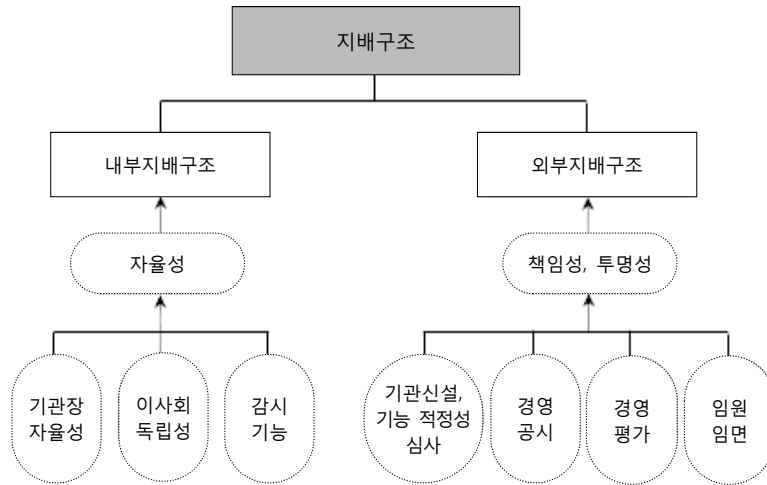 지배구조
내부지배구조
외부지배구조
자율성
책임성, 투명성
기관장
자율성
이사회
독립성
감시
기능
기관신설,
기능 적정성
심사
경영
공시
경영
평가
임원
임면